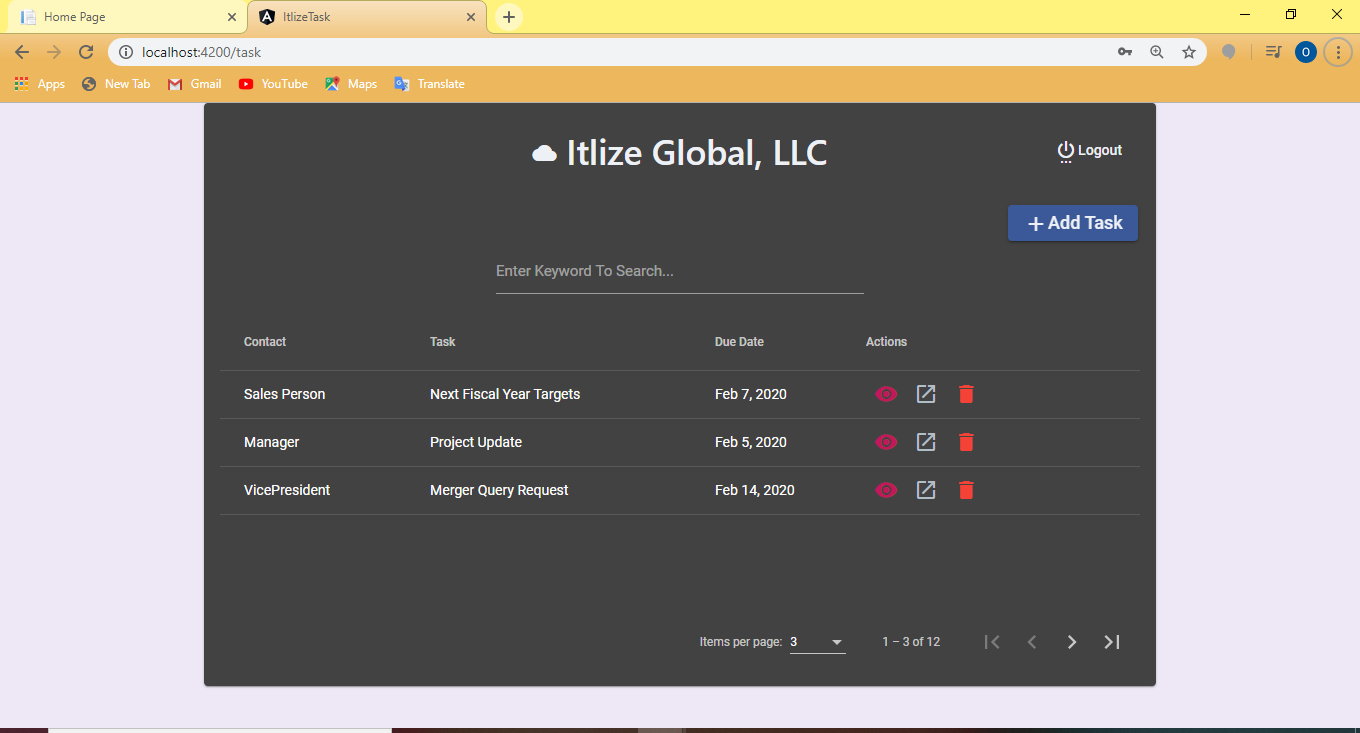 Home Page
ItlizeTask
localhost:4200/task
O
Apps New Tab Gmail YouTube Maps Translate
Itlize Global, LLC
Logout
Add Task
Enter Keyword To Search...
Contact Task Due Date Actions
Sales Person Next Fiscal Year Targets Feb 7, 2020
Manager Project Update Feb 5, 2020
VicePresident Merger Query Request Feb 14, 2020
Items per page: 3 1 – 3 of 12